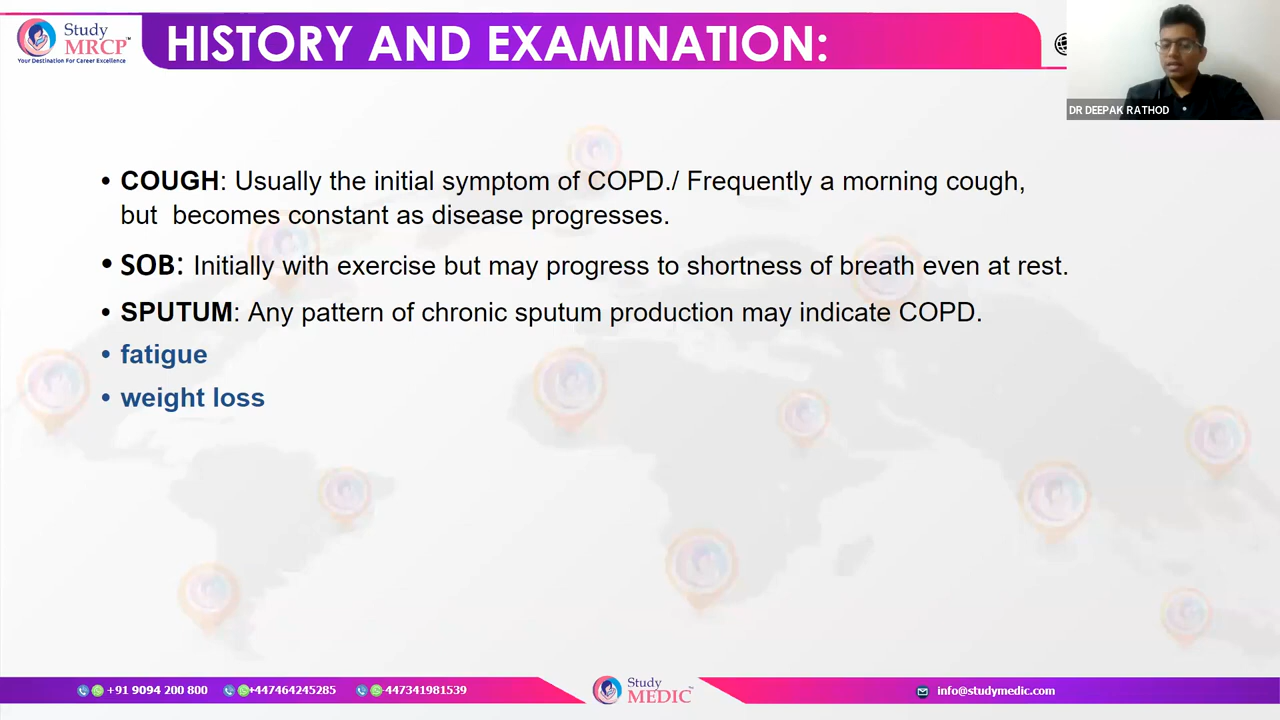 Study
MRCP™
Your Destination For Career Excellence
HISTORY AND EXAMINATION:
DR DEEPAK RATHOD
• COUGH: Usually the initial symptom of COPD./ Frequently a morning cough,
but becomes constant as disease progresses.
• SOB: Initially with exercise but may progress to shortness of breath even at rest.
• SPUTUM: Any pattern of chronic sputum production may indicate COPD.
• fatigue
• weight loss
+91 9094 200 800
+447464245285
+447341981539
Study
MEDIC™
info@studymedic.com